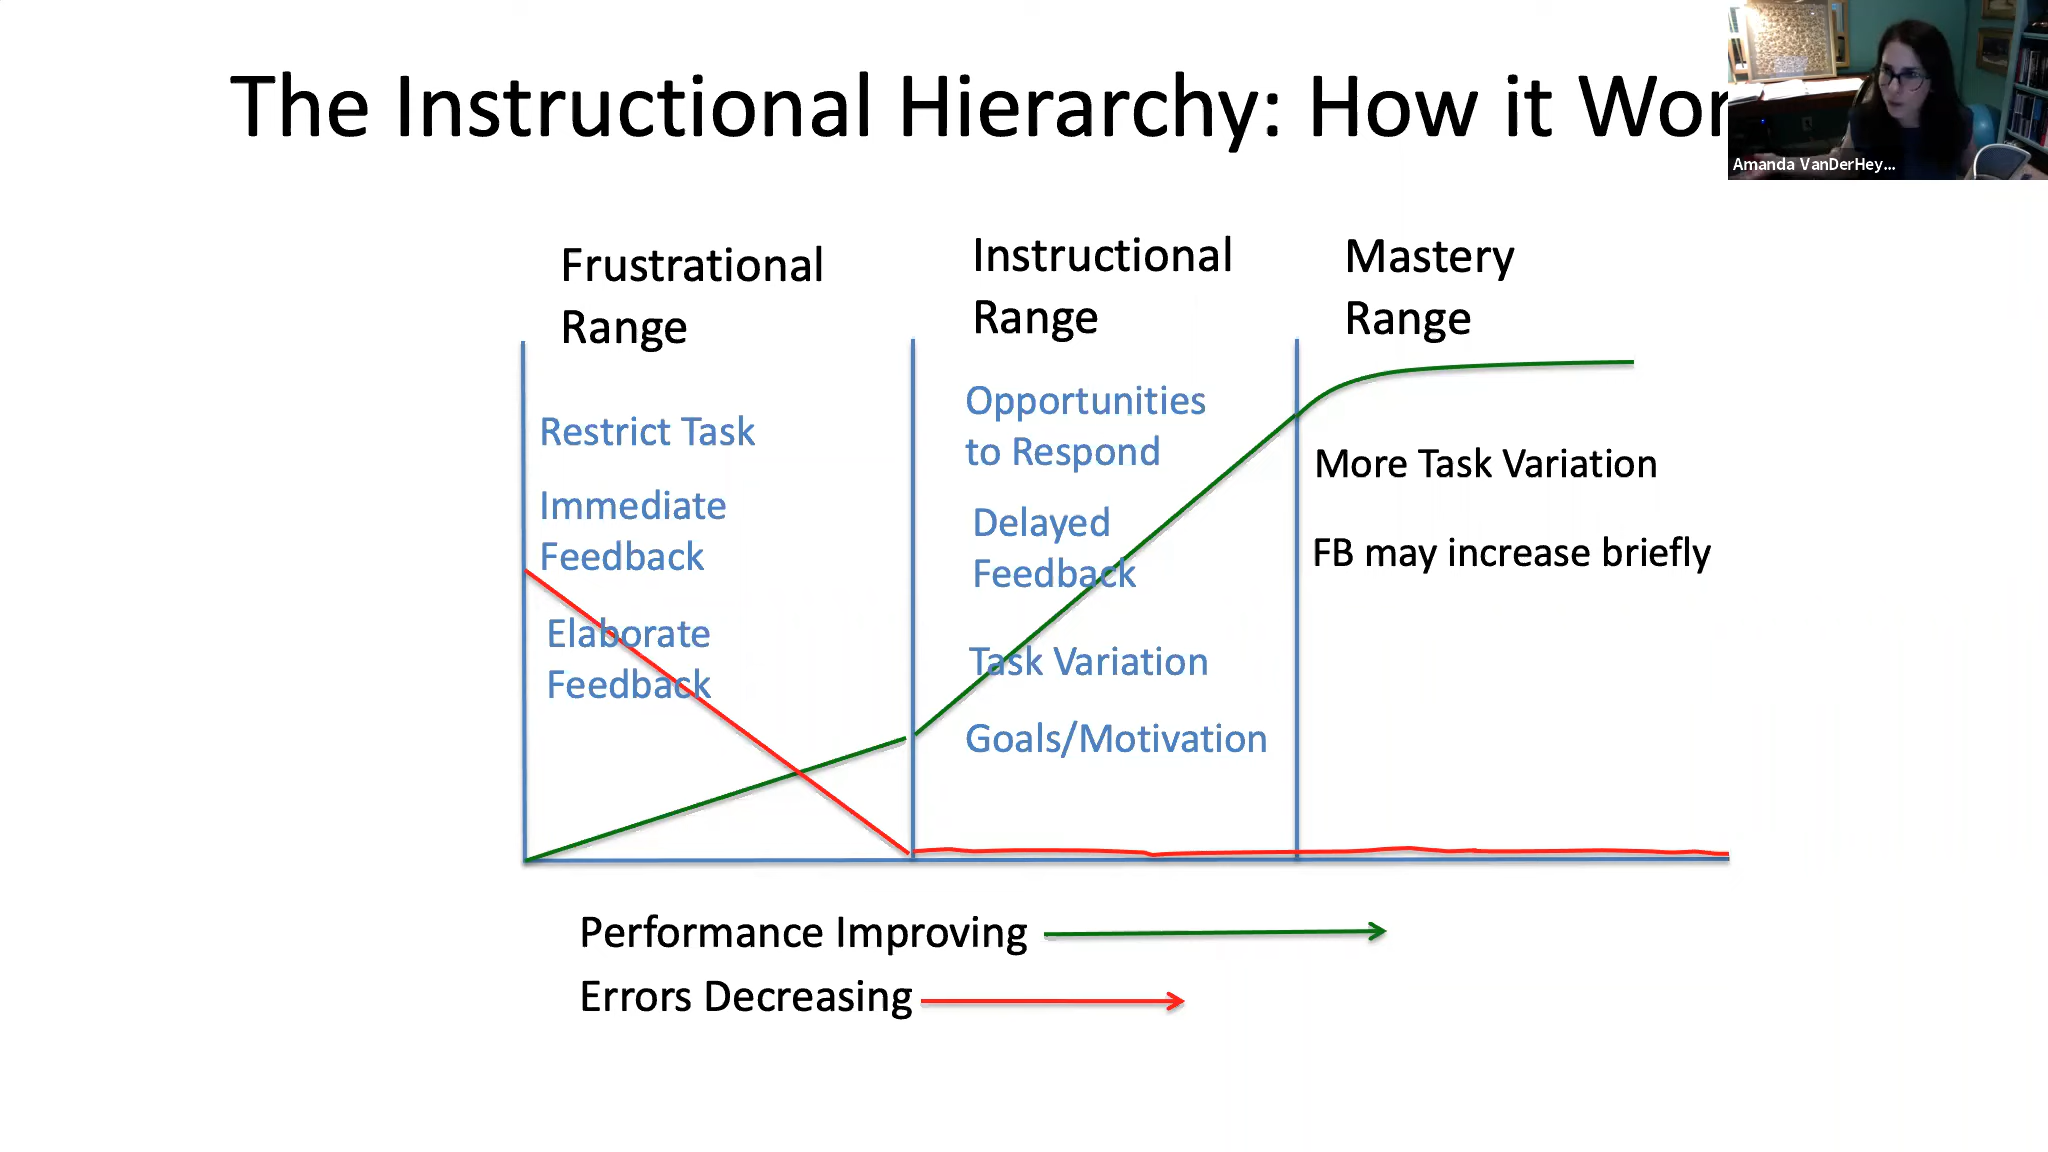 The Instructional Hierarchy: How it Wor
Amanda VanDerHey...
Frustrational
Range
Instructional
Range
Mastery
Range
Restrict Task
Immediate
Feedback
Elaborate
Feedback
Opportunities
to Respond
Delayed
Feedback
Task Variation
Goals/Motivation
More Task Variation
FB may increase briefly
Performance Improving
Errors Decreasing